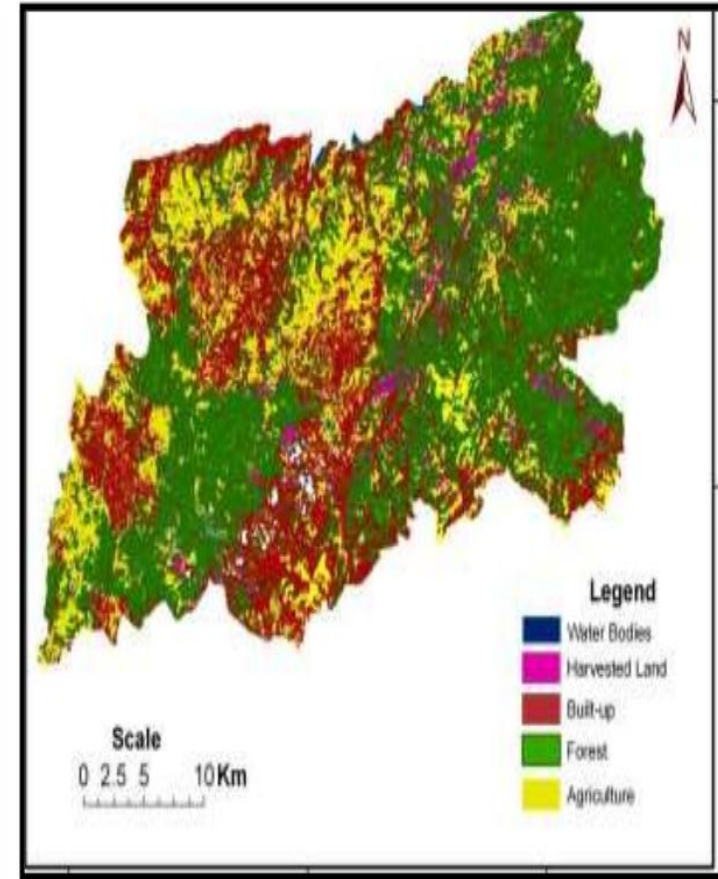 N
Legend
Water Bodies
Harvested Land
Built-up
Forest
Agriculture
Scale
0 2.5 5 10 Km